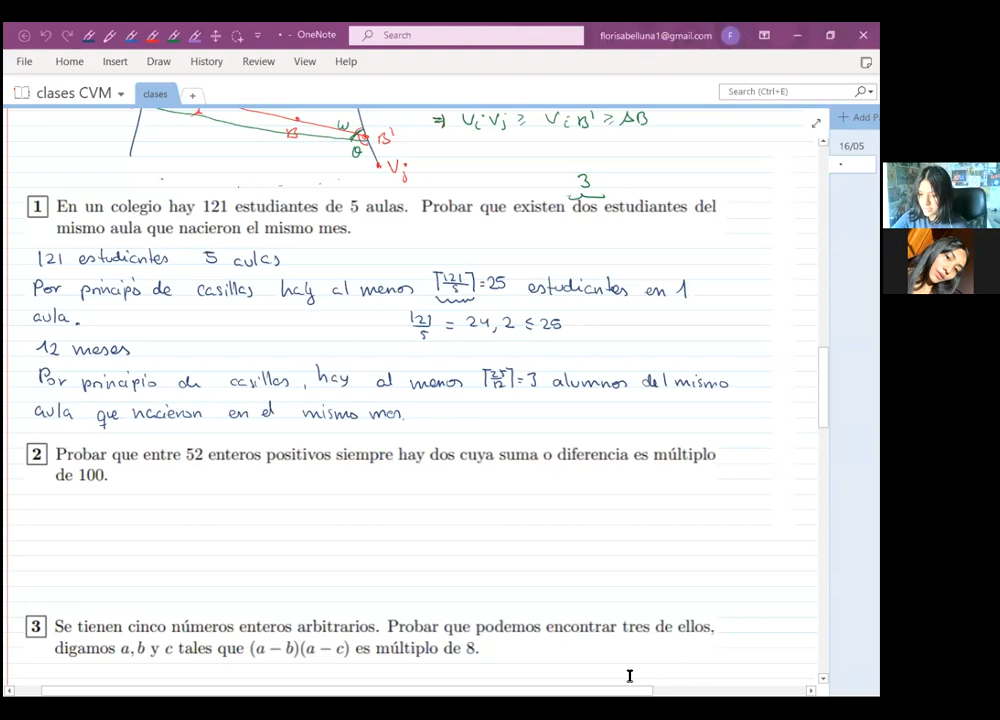 OneNote
Search
florisabelluna1@gmail.com
F
File Home Insert Draw History Review View Help
clases CVM
clases
Search (Ctrl+E)
Add P
16/05
⇒ ViVj ≥ ViB' ≥ AB
A
B
W
B'
θ
Vj
3
1 En un colegio hay 121 estudiantes de 5 aulas. Probar que existen dos estudiantes del
mismo aula que nacieron el mismo mes.
121 estudiantes 5 aulas
Por principo de casillas hay al menos ⌈121/5⌉=25 estudiantes en 1
aula.
121/5 = 24,2 ≤ 25
12 meses
Por principio de casillas, hay al menos ⌈25/12⌉=3 alumnos del mismo
aula que nacieron en el mismo mes.
2 Probar que entre 52 enteros positivos siempre hay dos cuya suma o diferencia es múltiplo
de 100.
3 Se tienen cinco números enteros arbitrarios. Probar que podemos encontrar tres de ellos,
digamos a, b y c tales que (a − b)(a − c) es múltiplo de 8.